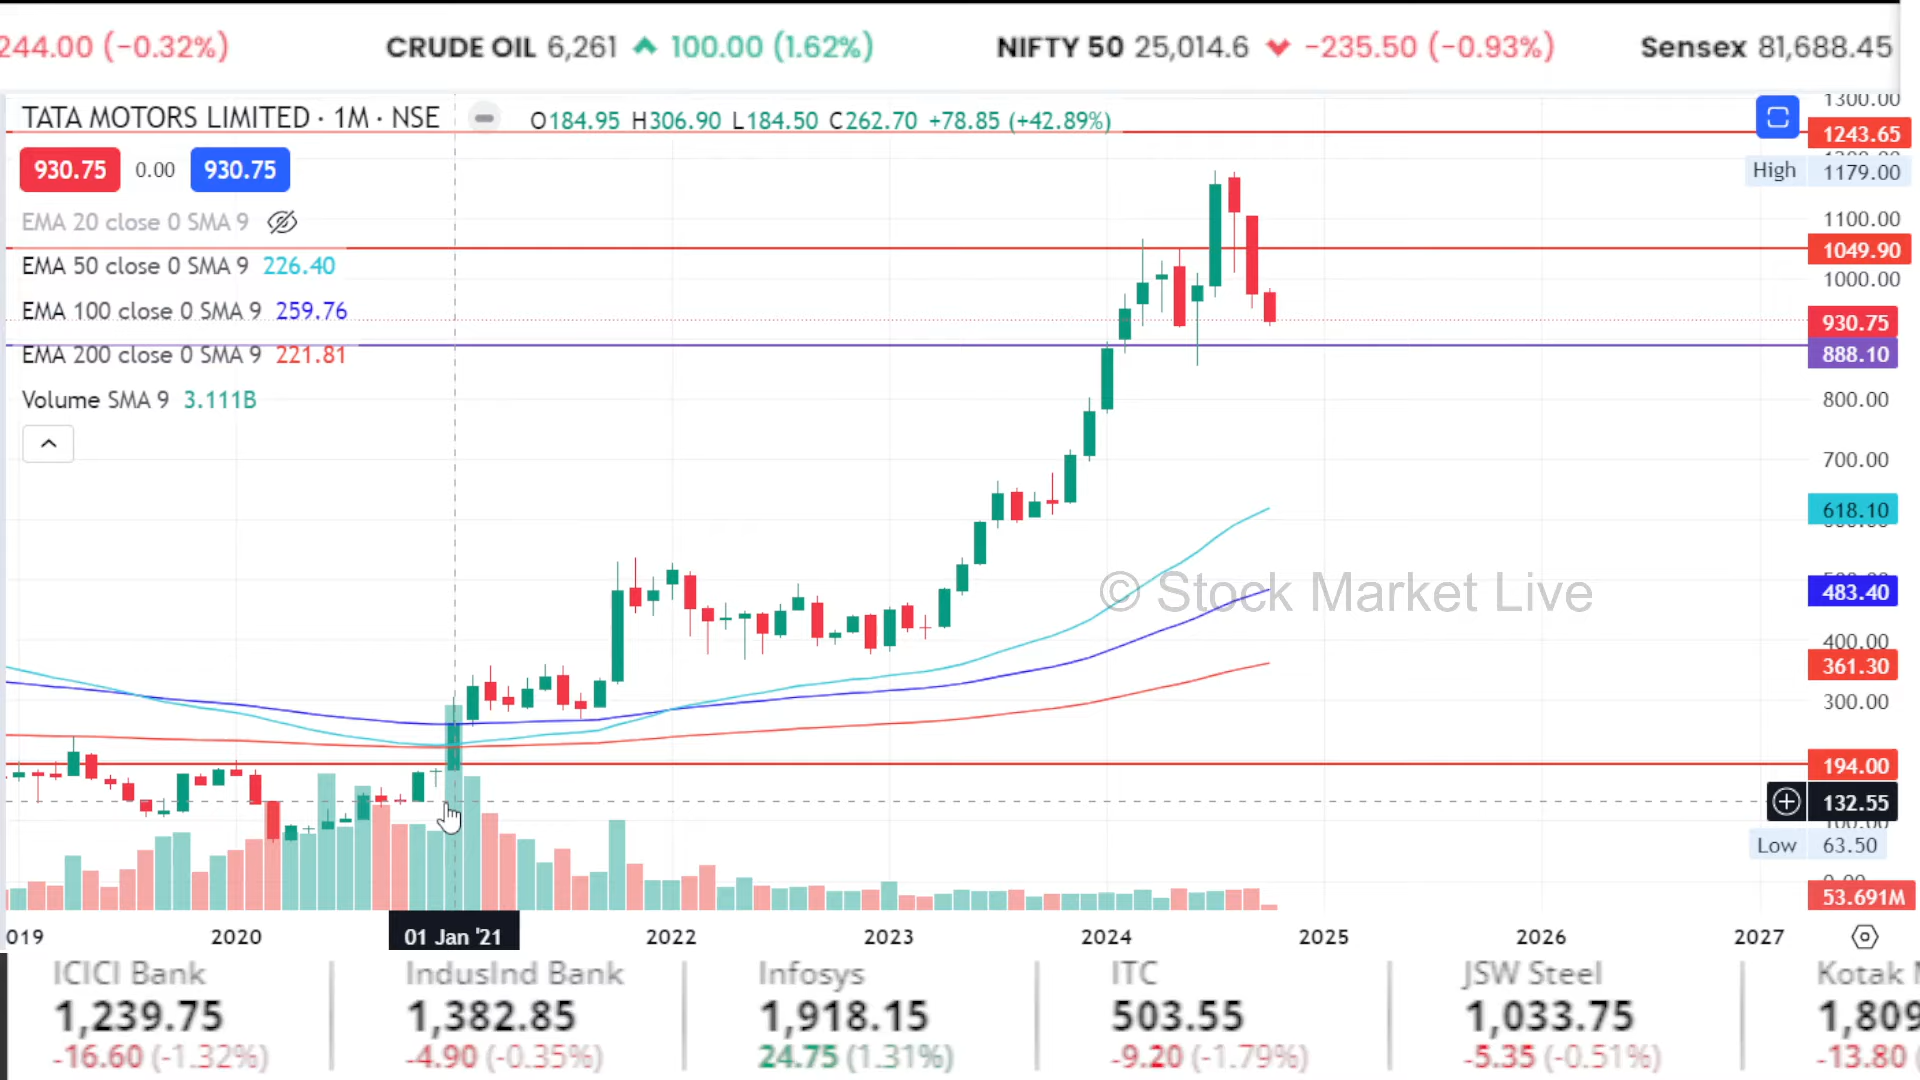 244.00 (−0.32%) CRUDE OIL 6,261 100.00 (1.62%) NIFTY 50 25,014.6 −235.50 (−0.93%) Sensex 81,688.45
TATA MOTORS LIMITED · 1M · NSE O184.95 H306.90 L184.50 C262.70 +78.85 (+42.89%)
930.75 0.00 930.75
EMA 20 close 0 SMA 9
EMA 50 close 0 SMA 9 226.40
EMA 100 close 0 SMA 9 259.76
EMA 200 close 0 SMA 9 221.81
Volume SMA 9 3.111B
1300.00
1243.65
High 1179.00
1100.00
1049.90
1000.00
930.75
888.10
800.00
700.00
618.10
© Stock Market Live
483.40
400.00
361.30
300.00
194.00
132.55
Low 63.50
53.691M
019 2020 01 Jan '21 2022 2023 2024 2025 2026 2027
ICICI Bank IndusInd Bank Infosys ITC JSW Steel Kotak
1,239.75 1,382.85 1,918.15 503.55 1,033.75 1,809
-16.60 (-1.32%) -4.90 (-0.35%) 24.75 (1.31%) -9.20 (-1.79%) -5.35 (-0.51%) -13.80